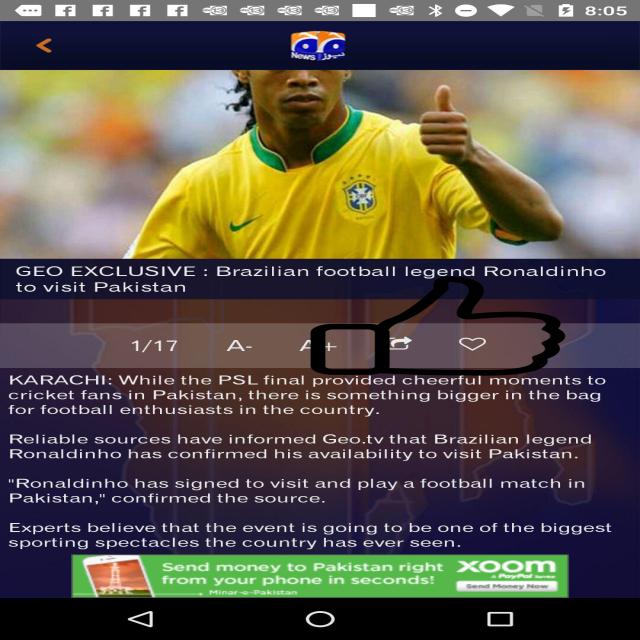 8:05
News جیو نیوز
GEO EXCLUSIVE : Brazilian football legend Ronaldinho
to visit Pakistan
1/17 A- A+
KARACHI: While the PSL final provided cheerful moments to
cricket fans in Pakistan, there is something bigger in the bag
for football enthusiasts in the country.
Reliable sources have informed Geo.tv that Brazilian legend
Ronaldinho has confirmed his availability to visit Pakistan.
"Ronaldinho has signed to visit and play a football match in
Pakistan," confirmed the source.
Experts believe that the event is going to be one of the biggest
sporting spectacles the country has ever seen.
Send money to Pakistan right
from your phone in seconds!
Minar-e-Pakistan
xoom
A PayPal Service
Send Money Now